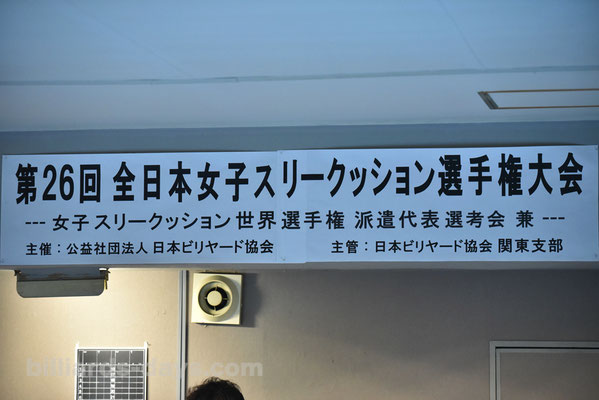 第26回 全日本女子スリークッション選手権大会
--- 女子 スリークッション 世界 選手権 派遣代表 選考会 兼 ---
主催：公益社団法人 日本ビリヤード協会 主管：日本ビリヤード協会 関東支部